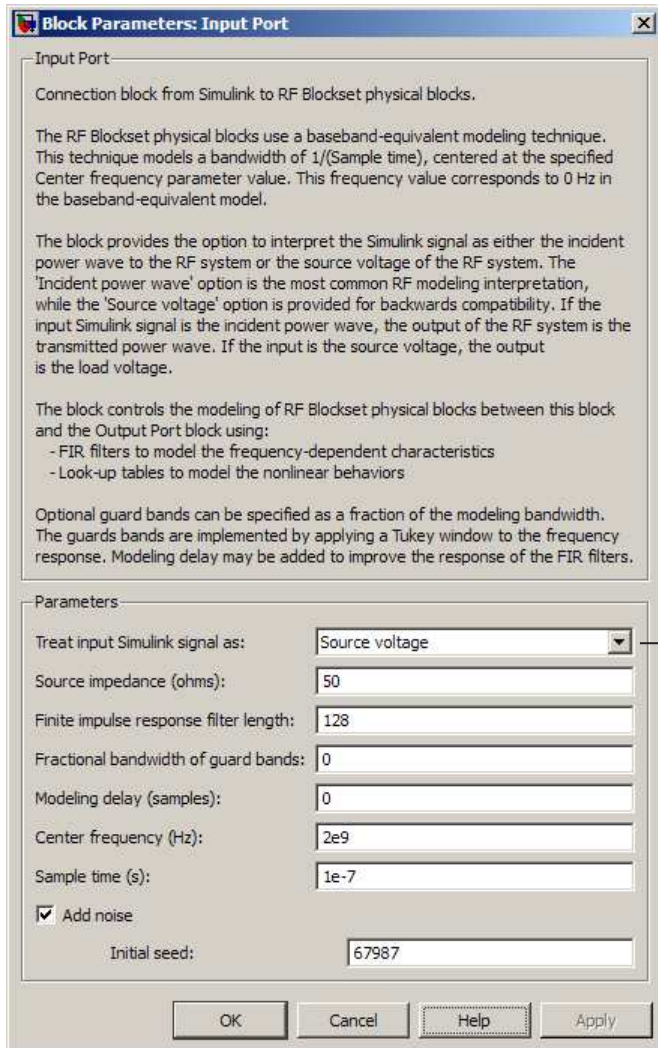 Block Parameters: Input Port
Input Port
Connection block from Simulink to RF Blockset physical blocks.
The RF Blockset physical blocks use a baseband-equivalent modeling technique.
This technique models a bandwidth of 1/(Sample time), centered at the specified
Center frequency parameter value. This frequency value corresponds to 0 Hz in
the baseband-equivalent model.
The block provides the option to interpret the Simulink signal as either the incident
power wave to the RF system or the source voltage of the RF system. The
'Incident power wave' option is the most common RF modeling interpretation,
while the 'Source voltage' option is provided for backwards compatibility. If the
input Simulink signal is the incident power wave, the output of the RF system is the
transmitted power wave. If the input is the source voltage, the output
is the load voltage.
The block controls the modeling of RF Blockset physical blocks between this block
and the Output Port block using:
- FIR filters to model the frequency-dependent characteristics
- Look-up tables to model the nonlinear behaviors
Optional guard bands can be specified as a fraction of the modeling bandwidth.
The guards bands are implemented by applying a Tukey window to the frequency
response. Modeling delay may be added to improve the response of the FIR filters.
Parameters
Treat input Simulink signal as: Source voltage
Source impedance (ohms): 50
Finite impulse response filter length: 128
Fractional bandwidth of guard bands: 0
Modeling delay (samples): 0
Center frequency (Hz): 2e9
Sample time (s): 1e-7
Add noise
Initial seed: 67987
OK Cancel Help Apply